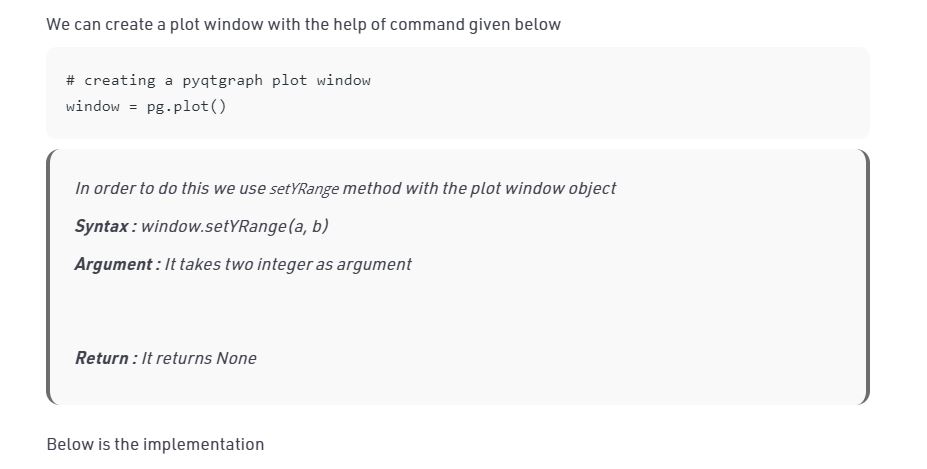 We can create a plot window with the help of command given below
# creating a pyqtgraph plot window
window = pg.plot()
In order to do this we use setYRange method with the plot window object
Syntax : window.setYRange(a, b)
Argument : It takes two integer as argument
Return : It returns None
Below is the implementation